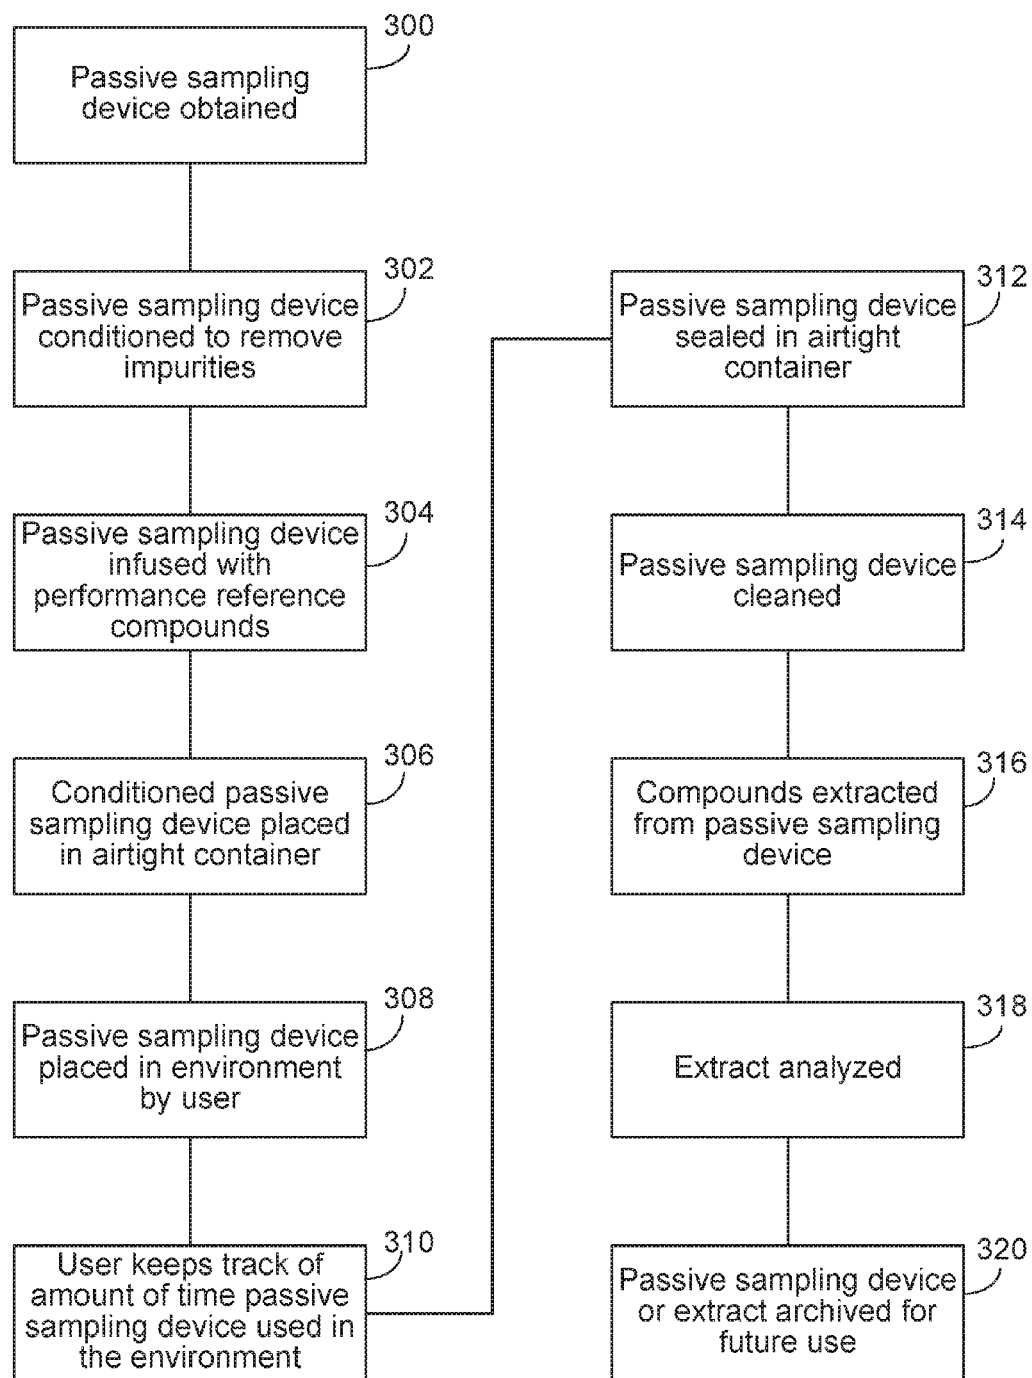 300
Passive sampling
device obtained
302
Passive sampling device
conditioned to remove
impurities
304
Passive sampling device
infused with
performance reference
compounds
306
Conditioned passive
sampling device placed
in airtight container
308
Passive sampling device
placed in environment
by user
310
User keeps track of
amount of time passive
sampling device used in
the environment
312
Passive sampling device
sealed in airtight
container
314
Passive sampling device
cleaned
316
Compounds extracted
from passive sampling
device
318
Extract analyzed
320
Passive sampling device
or extract archived for
future use